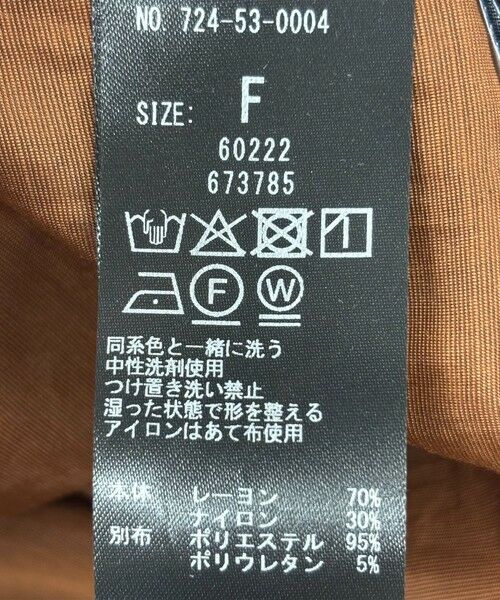 NO 724-53-0004
SIZE: F
60222
673785
F W
同系色と一緒に洗う
中性洗剤使用
つけ置き洗い禁止
湿った状態で形を整える
アイロンはあて布使用
本体 レーヨン 70%
ナイロン 30%
別布 ポリエステル 95%
ポリウレタン 5%